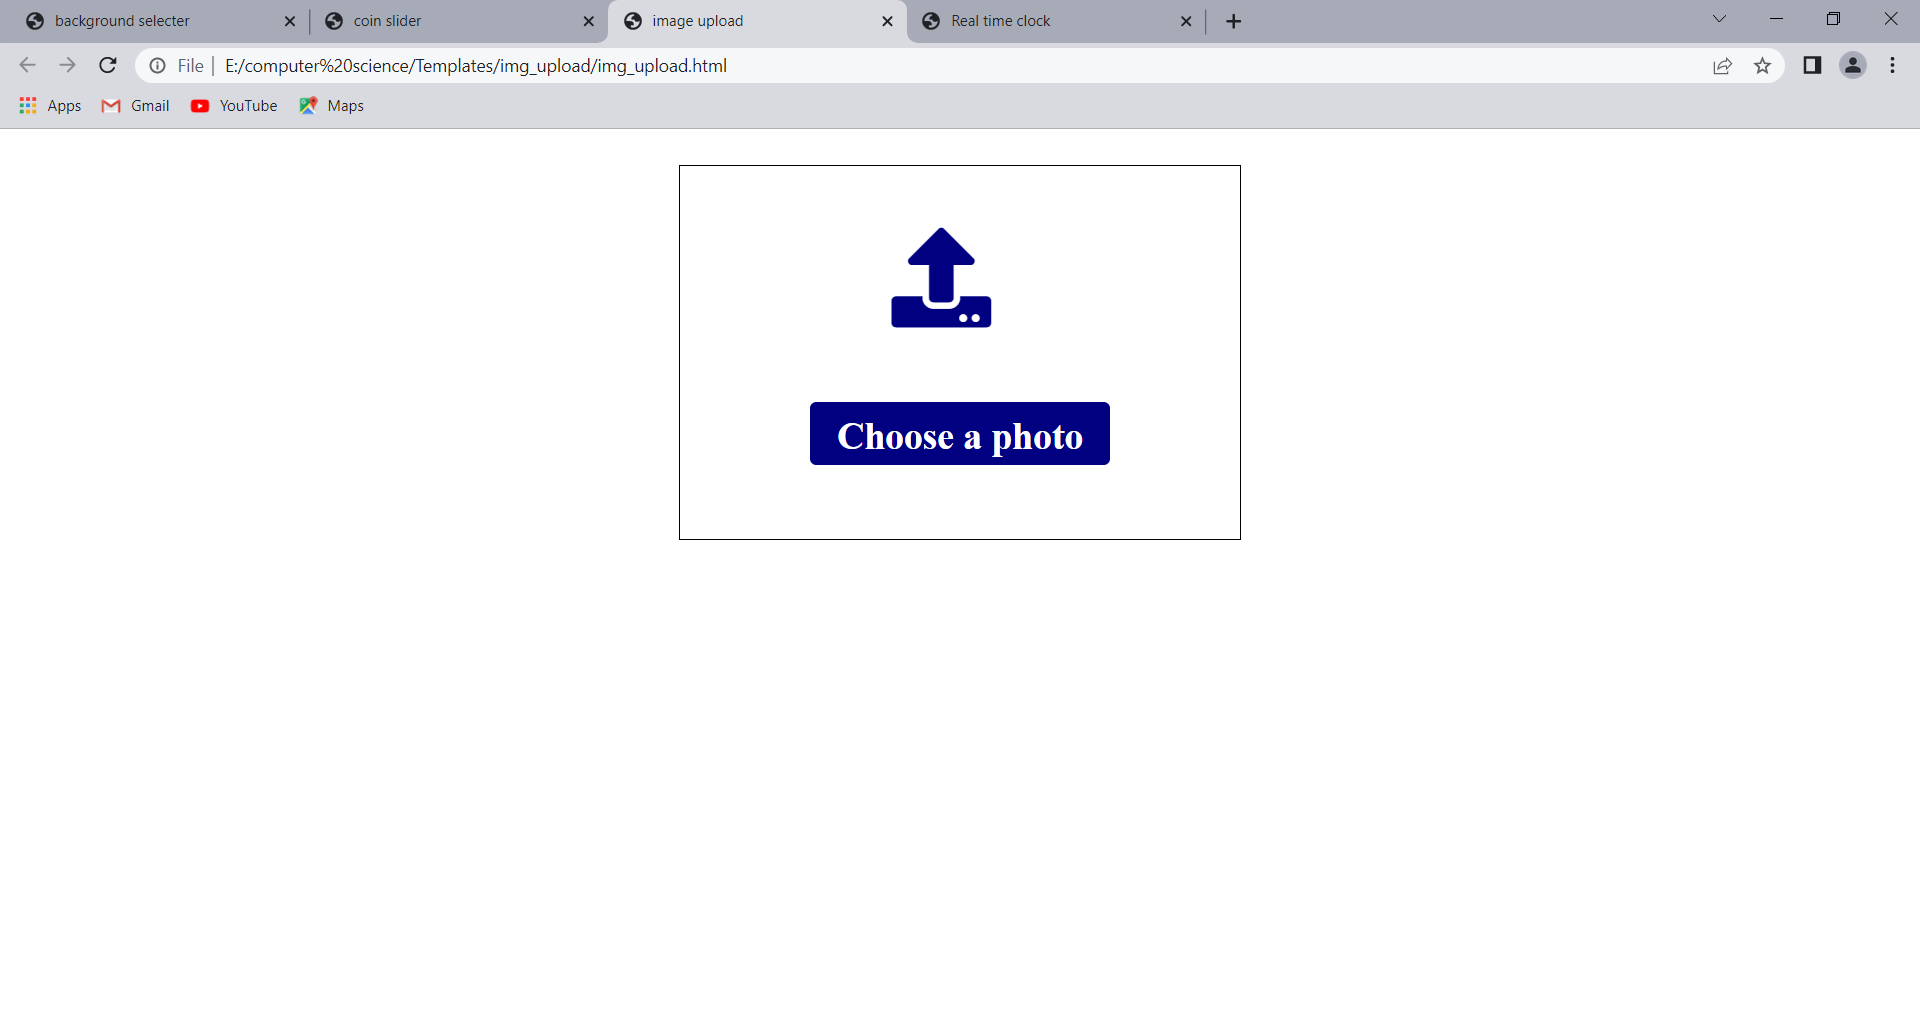 background selecter
coin slider
image upload
Real time clock
File
E:/computer%20science/Templates/img_upload/img_upload.html
Apps
Gmail
YouTube
Maps
Choose a photo